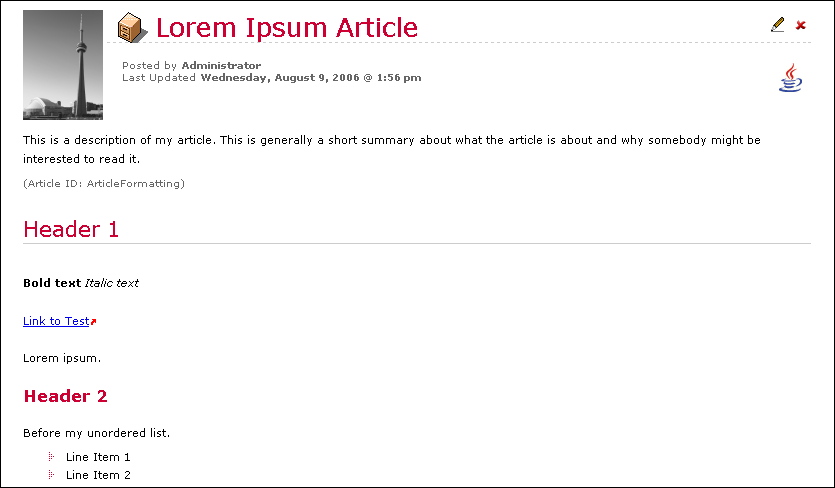 Lorem Ipsum Article
Posted by Administrator
Last Updated Wednesday, August 9, 2006 @ 1:56 pm
This is a description of my article. This is generally a short summary about what the article is about and why somebody might be
interested to read it.
(Article ID: ArticleFormatting)
Header 1
Bold text Italic text
Link to Test
Lorem ipsum.
Header 2
Before my unordered list.
Line Item 1
Line Item 2